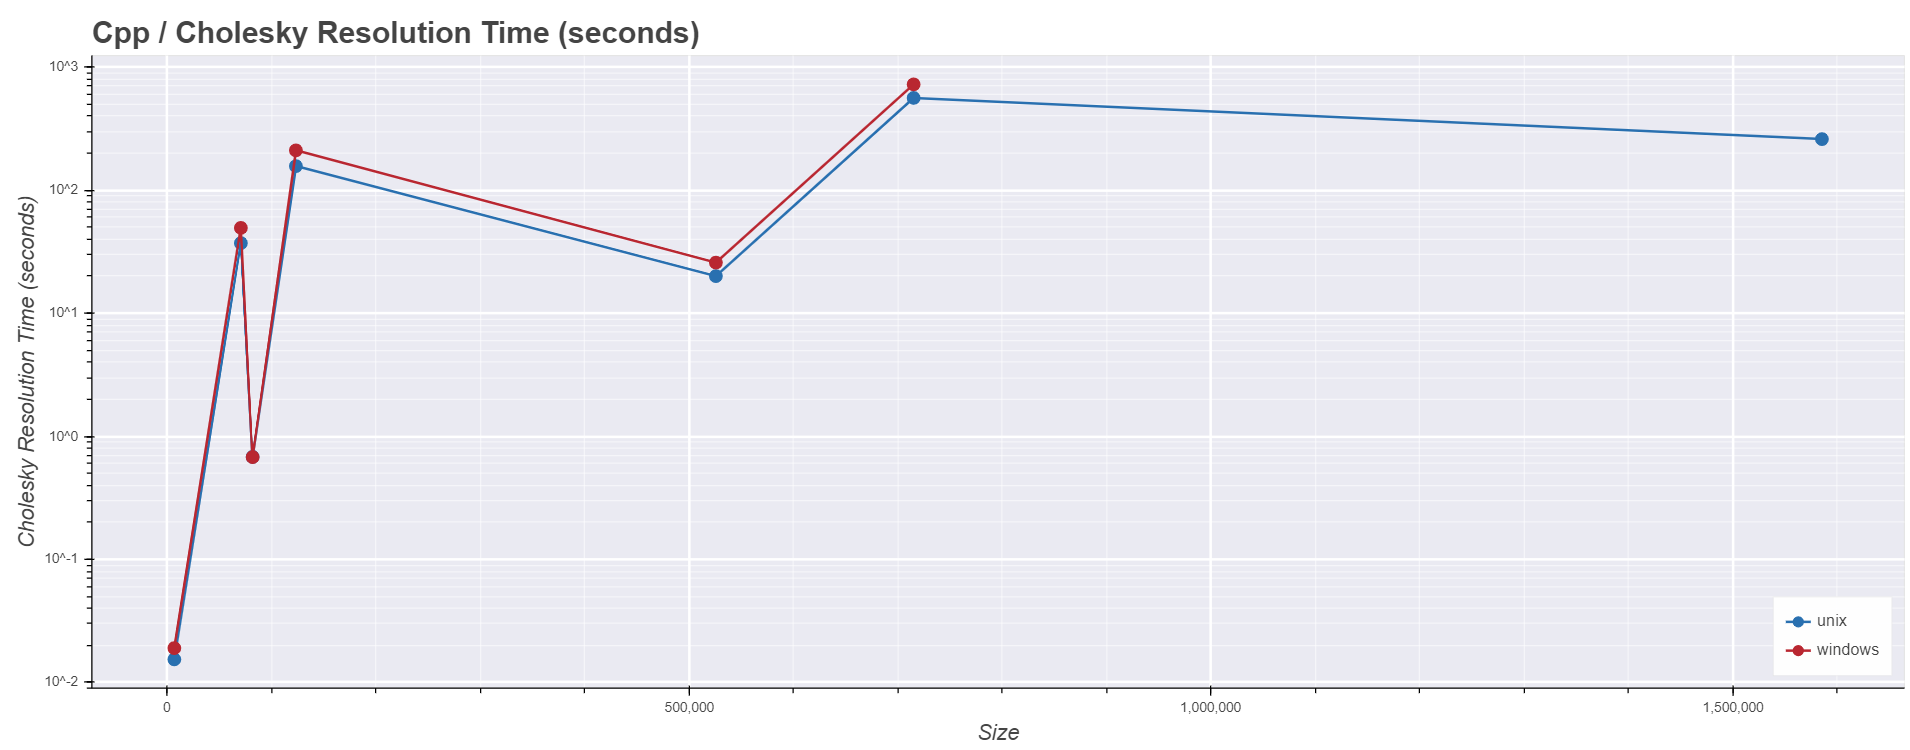 Cpp / Cholesky Resolution Time (seconds)
10^3
10^2
10^1
10^0
10^-1
10^-2
Cholesky Resolution Time (seconds)
0
500,000
1,000,000
1,500,000
Size
unix
windows